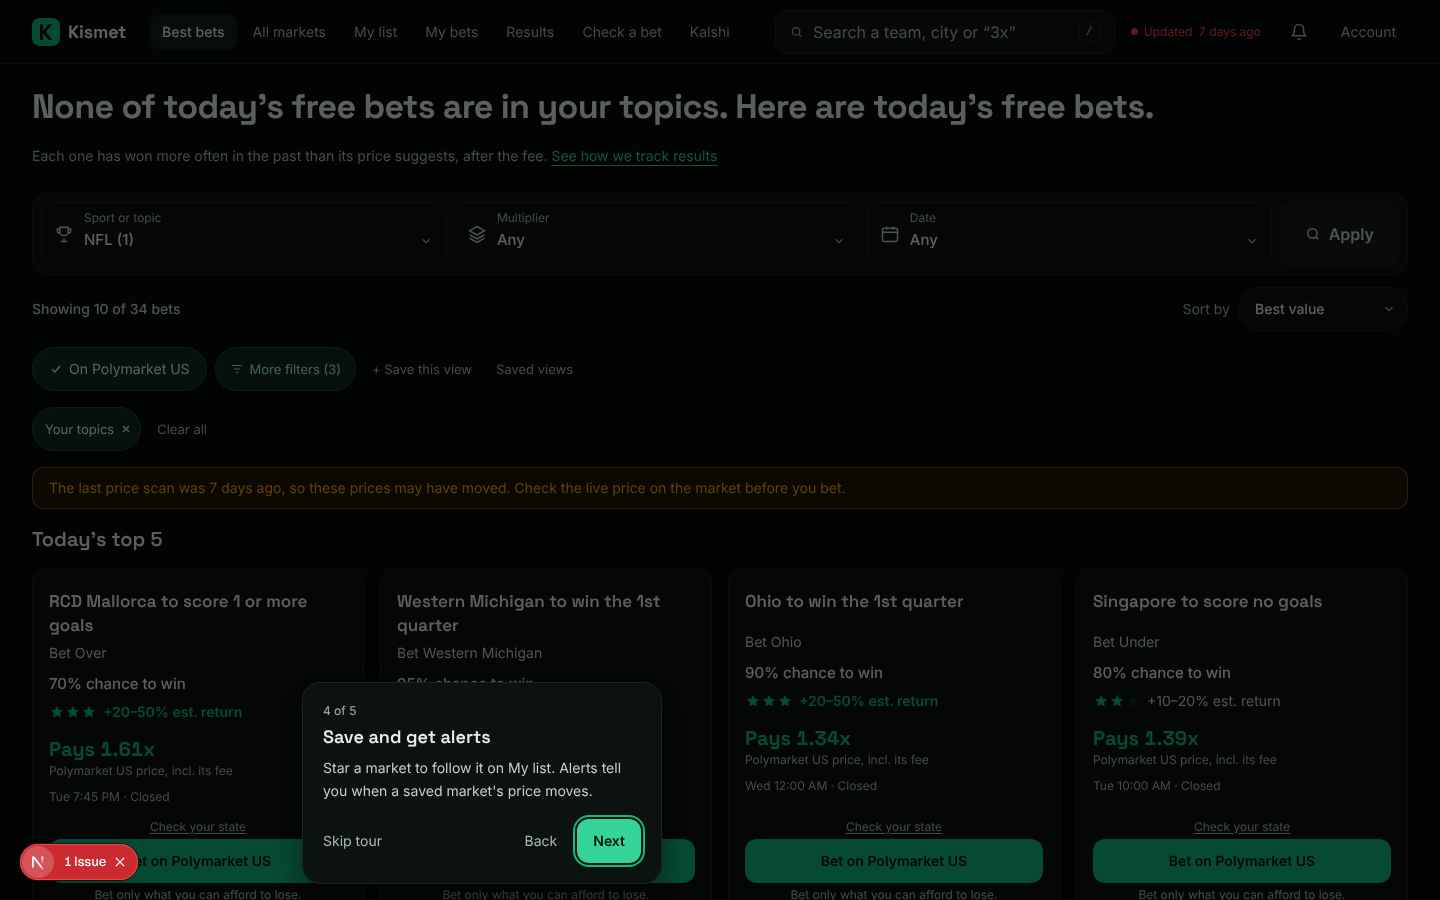 Kismet
Best bets
All markets
My list
My bets
Results
Check a bet
Kalshi
Search a team, city or “3x”
/
Updated 7 days ago
Account
None of today’s free bets are in your topics. Here are today’s free bets.
Each one has won more often in the past than its price suggests, after the fee. See how we track results
Sport or topic
NFL (1)
Multiplier
Any
Date
Any
Apply
Showing 10 of 34 bets
Sort by
Best value
On Polymarket US
More filters (3)
+ Save this view
Saved views
Your topics ×
Clear all
The last price scan was 7 days ago, so these prices may have moved. Check the live price on the market before you bet.
Today’s top 5
RCD Mallorca to score 1 or more
goals
Bet Over
70% chance to win
+20–50% est. return
Pays 1.61x
Polymarket US price, incl. its fee
Tue 7:45 PM · Closed
Check your state
on Polymarket US
Bet only what you can afford to lose.
Western Michigan to win the 1st
quarter
Bet Western Michigan
Bet only what you can afford to lose.
Ohio to win the 1st quarter
Bet Ohio
90% chance to win
+20–50% est. return
Pays 1.34x
Polymarket US price, incl. its fee
Wed 12:00 AM · Closed
Check your state
Bet on Polymarket US
Bet only what you can afford to lose.
Singapore to score no goals
Bet Under
80% chance to win
+10–20% est. return
Pays 1.39x
Polymarket US price, incl. its fee
Tue 10:00 AM · Closed
Check your state
Bet on Polymarket US
Bet only what you can afford to lose.
4 of 5
Save and get alerts
Star a market to follow it on My list. Alerts tell
you when a saved market's price moves.
Skip tour
Back
Next
N
1 Issue